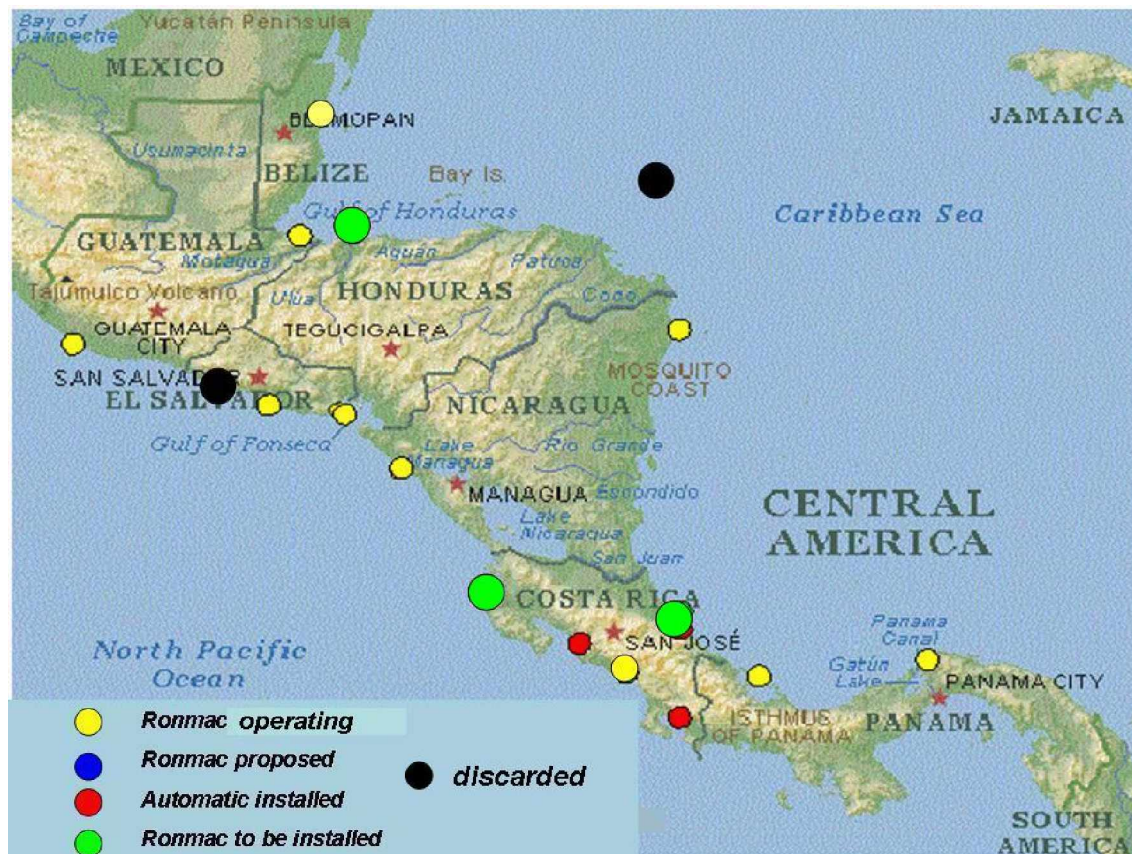 Bay of
Campeche
Yucatán Peninsula
MEXICO
JAMAICA
BELMOPAN
Usumacinta
BELIZE
Bay Is.
Gulf of Honduras
Caribbean Sea
GUATEMALA
Motagua
Aguán
Patuca
Tajumulco Volcano
Ulúa
HONDURAS
Coco
GUATEMALA
CITY
TEGUCIGALPA
MOSQUITO
COAST
SAN SALVADOR
EL SALVADOR
NICARAGUA
Gulf of Fonseca
Lake
Managua
Rio Grande
MANAGUA
Escondido
CENTRAL
AMERICA
Lake
Nicaragua
San Juan
COSTA RICA
SAN JOSÉ
Panama
Canal
North Pacific
Ocean
Gatún
Lake
PANAMA CITY
ISTHMUS
OF PANAMA
PANAMA
Ronmac operating
Ronmac proposed
discarded
Automatic installed
Ronmac to be installed
SOUTH
AMERICA